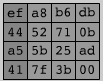 ef a8 b6 db
44 52 71 0b
a5 5b 25 ad
41 7f 3b 00